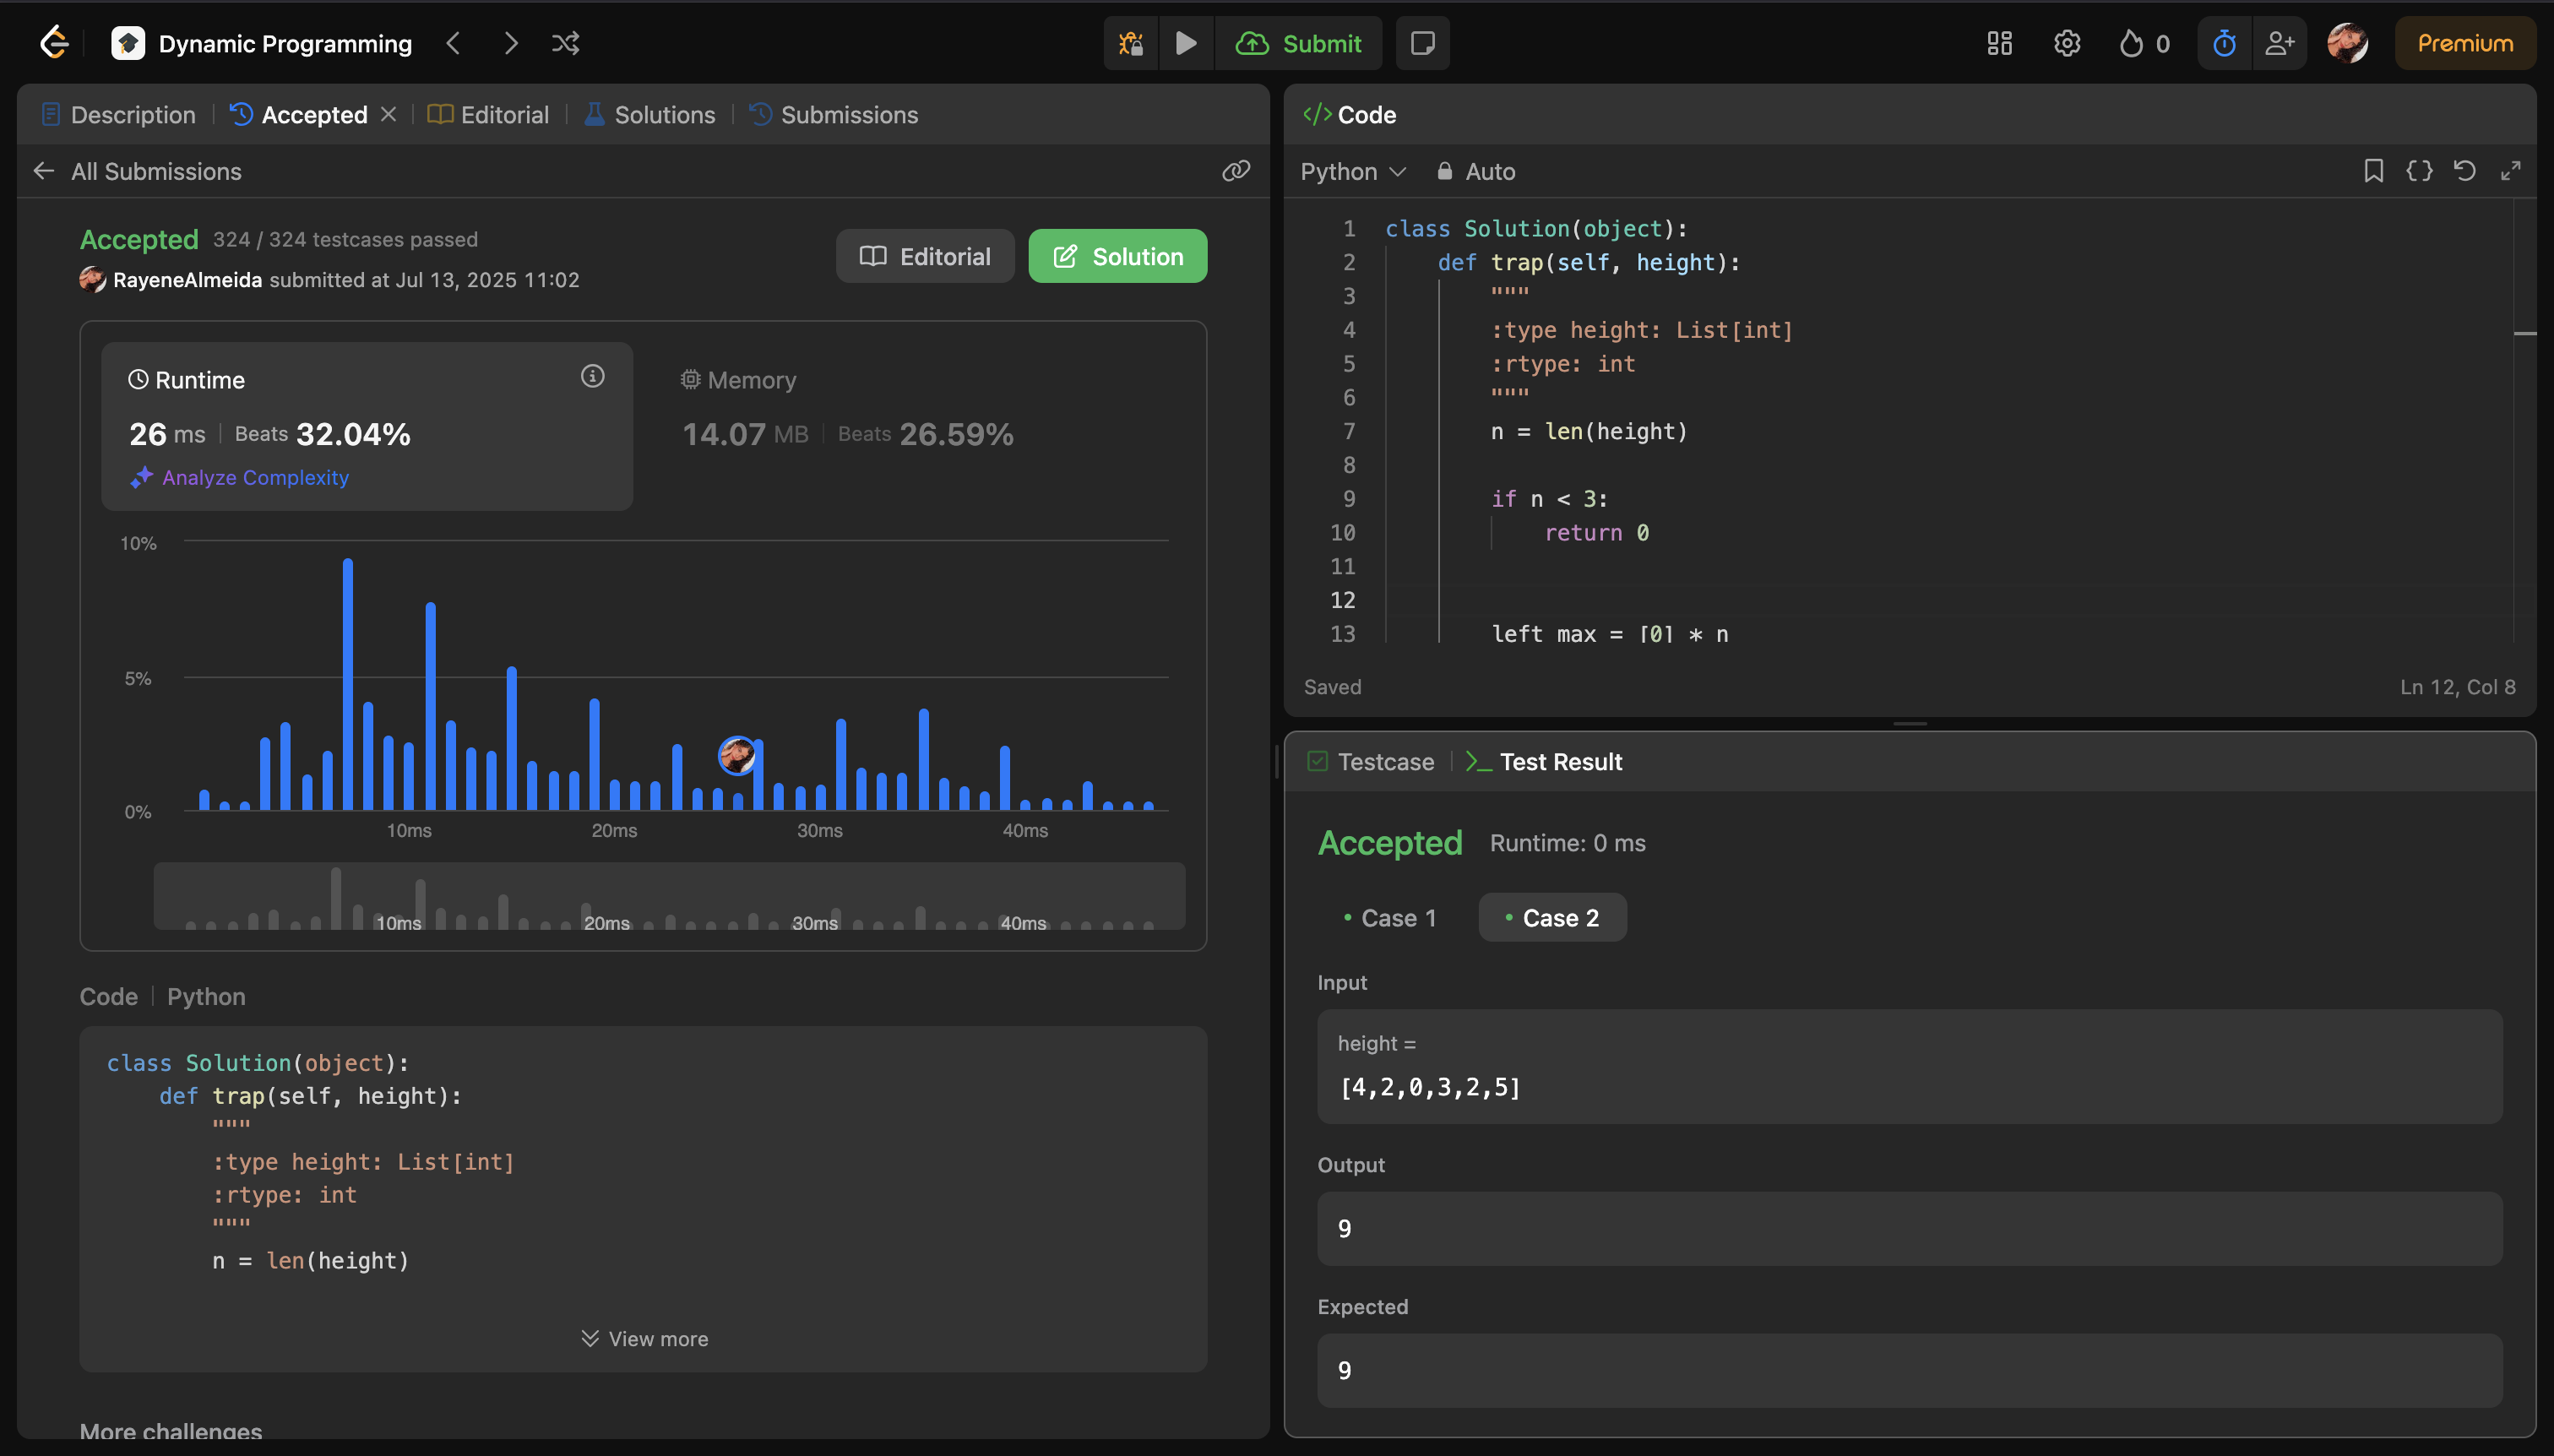 Dynamic Programming
Submit
0
Premium
Description
Accepted
Editorial
Solutions
Submissions
All Submissions
Accepted 324 / 324 testcases passed
RayeneAlmeida submitted at Jul 13, 2025 11:02
Editorial
Solution
Runtime
26 ms Beats 32.04%
Analyze Complexity
Memory
14.07 MB Beats 26.59%
10%
5%
0%
10ms 20ms 30ms 40ms
10ms 20ms 30ms 40ms
Code Python
class Solution(object):
def trap(self, height):
"""
:type height: List[int]
:rtype: int
"""
n = len(height)
View more
More challenges
Code
Python Auto
1 class Solution(object):
2 def trap(self, height):
3 """
4 :type height: List[int]
5 :rtype: int
6 """
7 n = len(height)
8
9 if n < 3:
10 return 0
11
12
13 left max = [0] * n
Saved
Ln 12, Col 8
Testcase
Test Result
Accepted Runtime: 0 ms
Case 1
Case 2
Input
height =
[4,2,0,3,2,5]
Output
9
Expected
9